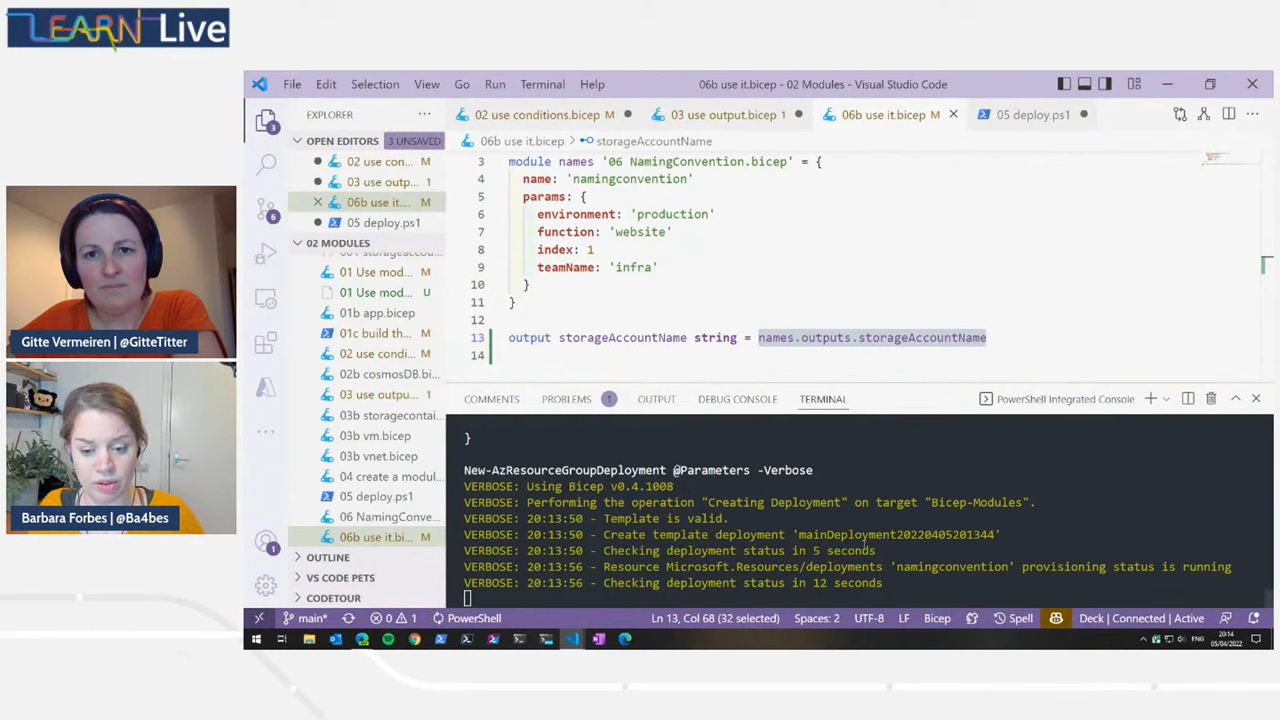 LEARN Live
File Edit Selection View Go Run Terminal Help
06b use it.bicep - 02 Modules - Visual Studio Code
EXPLORER
02 use conditions.bicep M
03 use output.bicep 1
06b use it.bicep M
05 deploy.ps1
OPEN EDITORS 3 UNSAVED
02 use con... M
03 use outp... 1
06b use it.... M
05 deploy.ps1
02 MODULES
001 storageaccou...
01 Use mod... M
01 Use mod... U
01b app.bicep
01c build th... M
02 use condi... M
02b cosmosDB.bi...
03 use outpu... 1
03b storagecontai...
03b vm.bicep
03b vnet.bicep
04 create a modul...
05 deploy.ps1
06 NamingConve...
06b use it.bi... M
OUTLINE
VS CODE PETS
CODETOUR
3
6
06b use it.bicep > storageAccountName
3 module names '06 NamingConvention.bicep' = {
4 name: 'namingconvention'
5 params: {
6 environment: 'production'
7 function: 'website'
8 index: 1
9 teamName: 'infra'
10 }
11 }
12
13 output storageAccountName string = names.outputs.storageAccountName
14
COMMENTS PROBLEMS 1 OUTPUT DEBUG CONSOLE TERMINAL
PowerShell Integrated Console
}
New-AzResourceGroupDeployment @Parameters -Verbose
VERBOSE: Using Bicep v0.4.1008
VERBOSE: Performing the operation "Creating Deployment" on target "Bicep-Modules".
VERBOSE: 20:13:50 - Template is valid.
VERBOSE: 20:13:50 - Create template deployment 'mainDeployment20220405201344'
VERBOSE: 20:13:50 - Checking deployment status in 5 seconds
VERBOSE: 20:13:56 - Resource Microsoft.Resources/deployments 'namingconvention' provisioning status is running
VERBOSE: 20:13:56 - Checking deployment status in 12 seconds
main* 0 1 PowerShell Ln 13, Col 68 (32 selected) Spaces: 2 UTF-8 LF Bicep Spell Deck | Connected | Active
ENG
20:14
05/04/2022
Gitte Vermeiren | @GitteTitter
Barbara Forbes | @Ba4bes